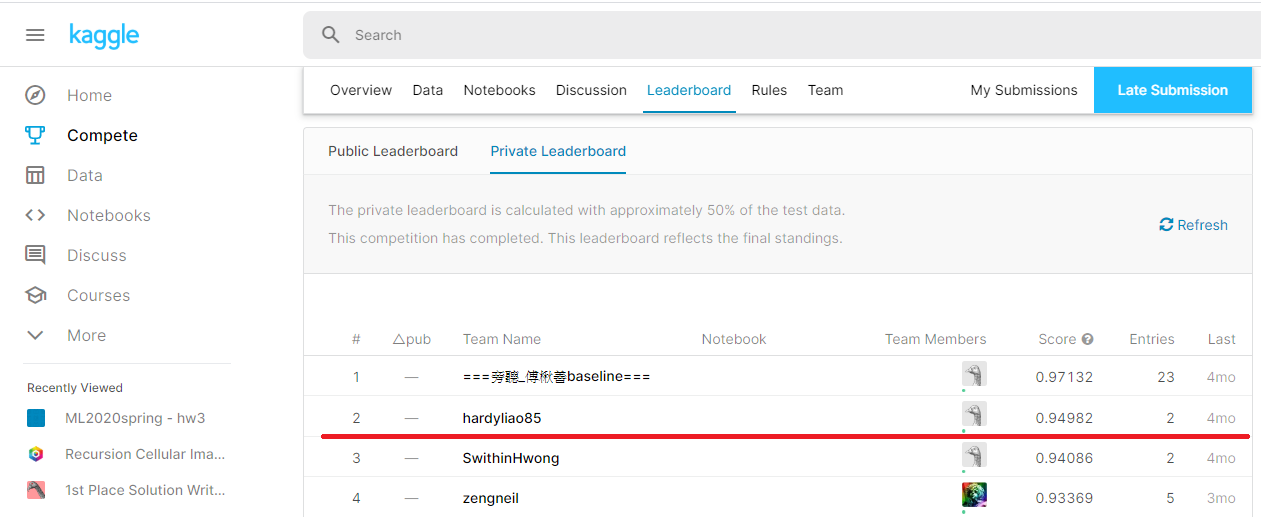 kaggle
Search
Overview Data Notebooks Discussion Leaderboard Rules Team My Submissions Late Submission
Home
Compete
Data
Notebooks
Discuss
Courses
More
Recently Viewed
ML2020spring - hw3
Recursion Cellular Ima...
1st Place Solution Writ...
Public Leaderboard Private Leaderboard
The private leaderboard is calculated with approximately 50% of the test data.
This competition has completed. This leaderboard reflects the final standings.
Refresh
# △pub Team Name Notebook Team Members Score Entries Last
1 — ===旁聽_傅楸善baseline=== 0.97132 23 4mo
2 — hardyliao85 0.94982 2 4mo
3 — SwithinHwong 0.94086 2 4mo
4 — zengneil 0.93369 5 3mo